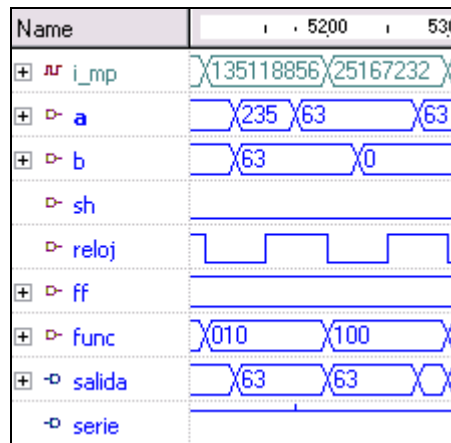 Name 5200 530
i_mp 135118856 25167232
a 235 63 63
b 63 0
sh
reloj
ff
func 010 100
salida 63 63
serie